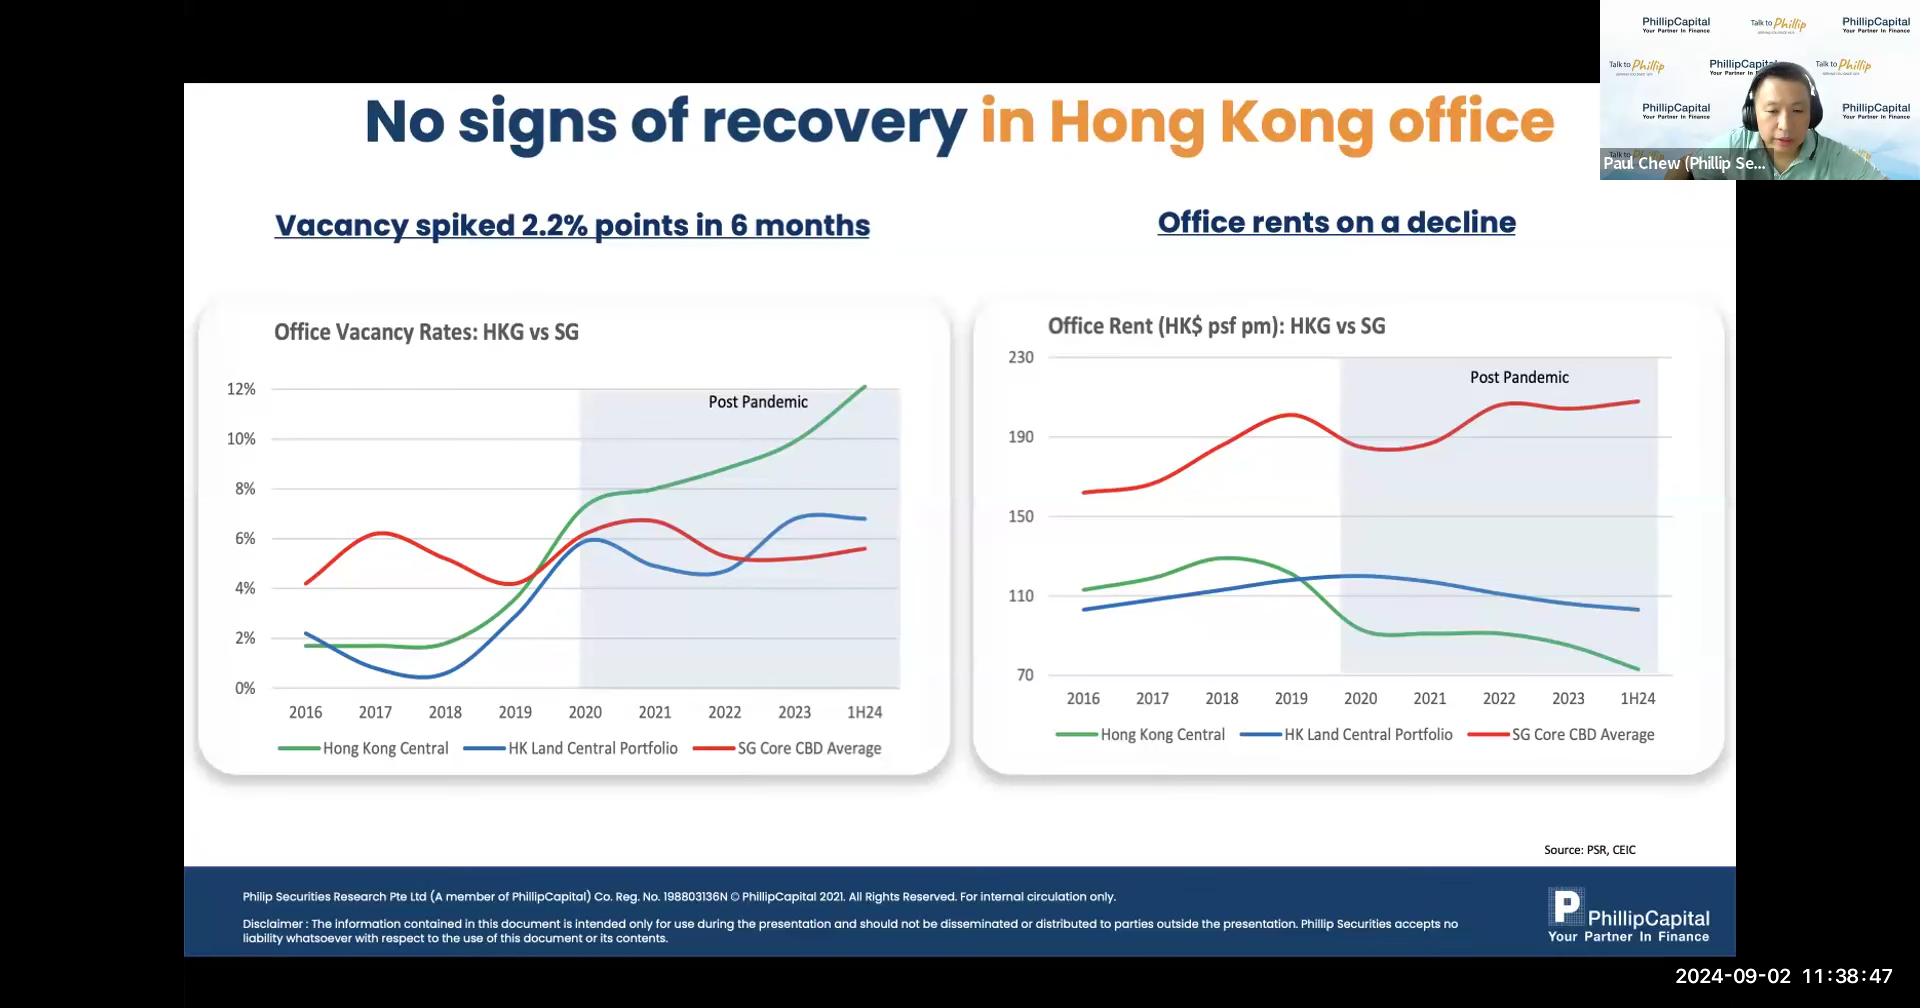 PhillipCapital
Your Partner In Finance
Talk to Phillip
PhillipCapital
Your Partner In Finance
Talk to Phillip
PhillipCapital
Talk to Phillip
PhillipCapital
Your Partner In Finance
PhillipCapital
Your Partner In Finance
Paul Chew (Phillip Se...
No signs of recovery in Hong Kong office
Vacancy spiked 2.2% points in 6 months
Office rents on a decline
Office Vacancy Rates: HKG vs SG
Post Pandemic
12%
10%
8%
6%
4%
2%
0%
2016 2017 2018 2019 2020 2021 2022 2023 1H24
Hong Kong Central HK Land Central Portfolio SG Core CBD Average
Office Rent (HK$ psf pm): HKG vs SG
Post Pandemic
230
190
150
110
70
2016 2017 2018 2019 2020 2021 2022 2023 1H24
Hong Kong Central HK Land Central Portfolio SG Core CBD Average
Source: PSR, CEIC
Philip Securities Research Pte Ltd (A member of PhillipCapital) Co. Reg. No. 198803136N © PhillipCapital 2021. All Rights Reserved. For internal circulation only.
Disclaimer : The information contained in this document is intended only for use during the presentation and should not be disseminated or distributed to parties outside the presentation. Phillip Securities accepts no
liability whatsoever with respect to the use of this document or its contents.
PhillipCapital
Your Partner In Finance
2024-09-02 11:38:47